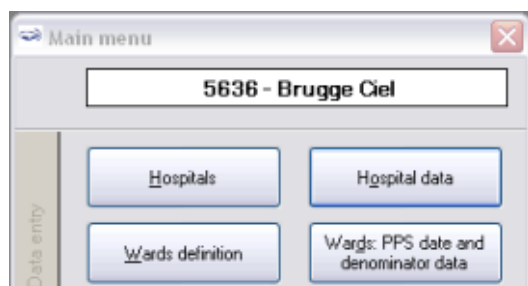 Main menu
5636 - Brugge Ciel
Hospitals
Hospital data
Data entry
Wards definition
Wards: PPS date and
denominator data